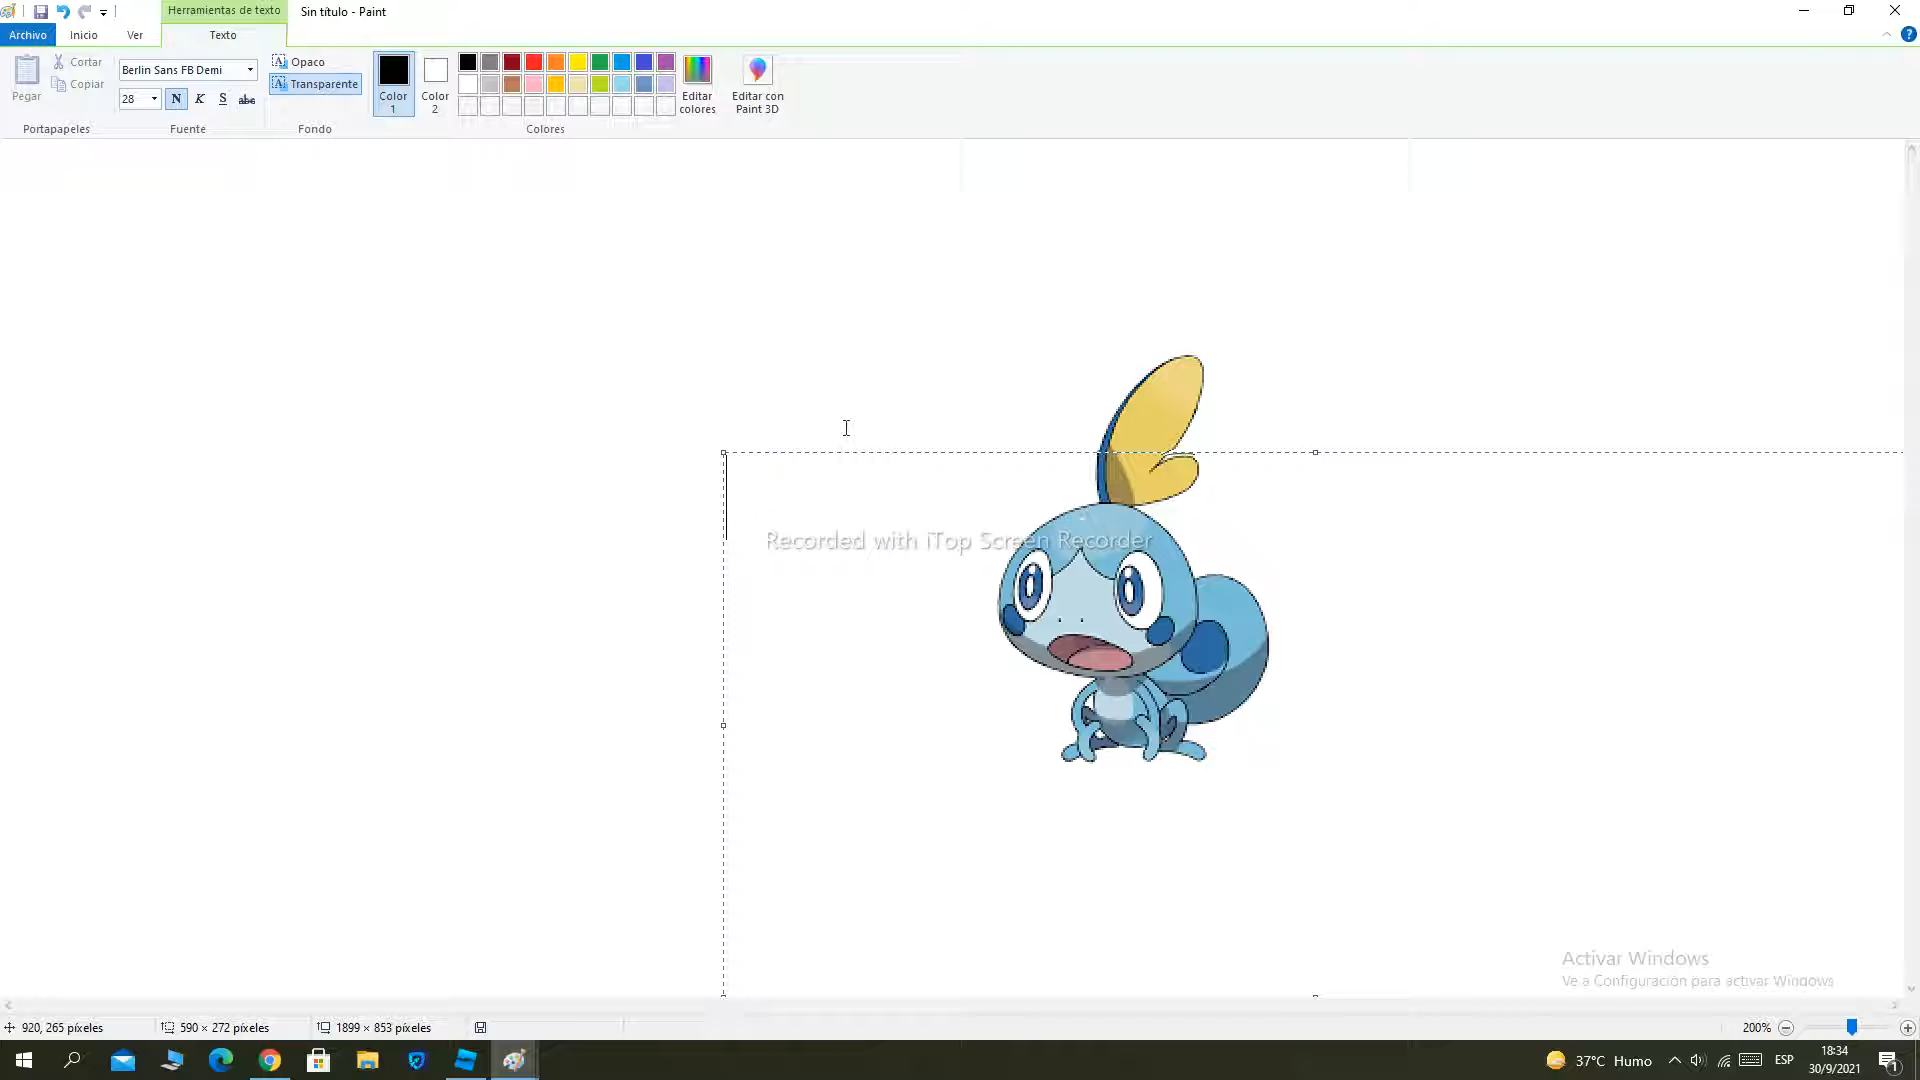 Herramientas de texto
Sin título - Paint
Archivo
Inicio
Ver
Texto
Pegar
Cortar
Copiar
Portapapeles
Berlin Sans FB Demi
28
N K S abc
Fuente
Opaco
Transparente
Fondo
Color 1
Color 2
Colores
Editar colores
Editar con Paint 3D
Recorded with iTop Screen Recorder
Activar Windows
Ve a Configuración para activar Windows
920, 265 píxeles
590 × 272 píxeles
1899 × 853 píxeles
200%
37°C Humo
ESP
18:34
30/9/2021
1